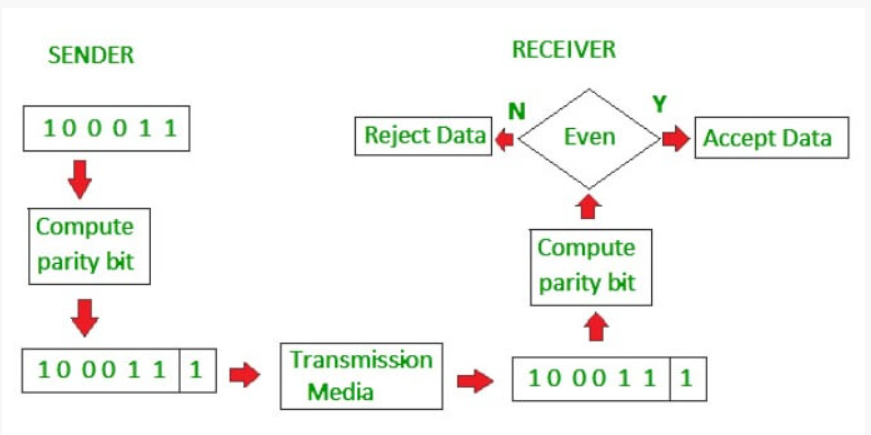 SENDER
1 0 0 0 1 1
Compute
parity bit
1 0 0 0 1 1 1
Transmission
Media
RECEIVER
Reject Data
N
Even
Y
Accept Data
Compute
parity bit
1 0 0 0 1 1 1